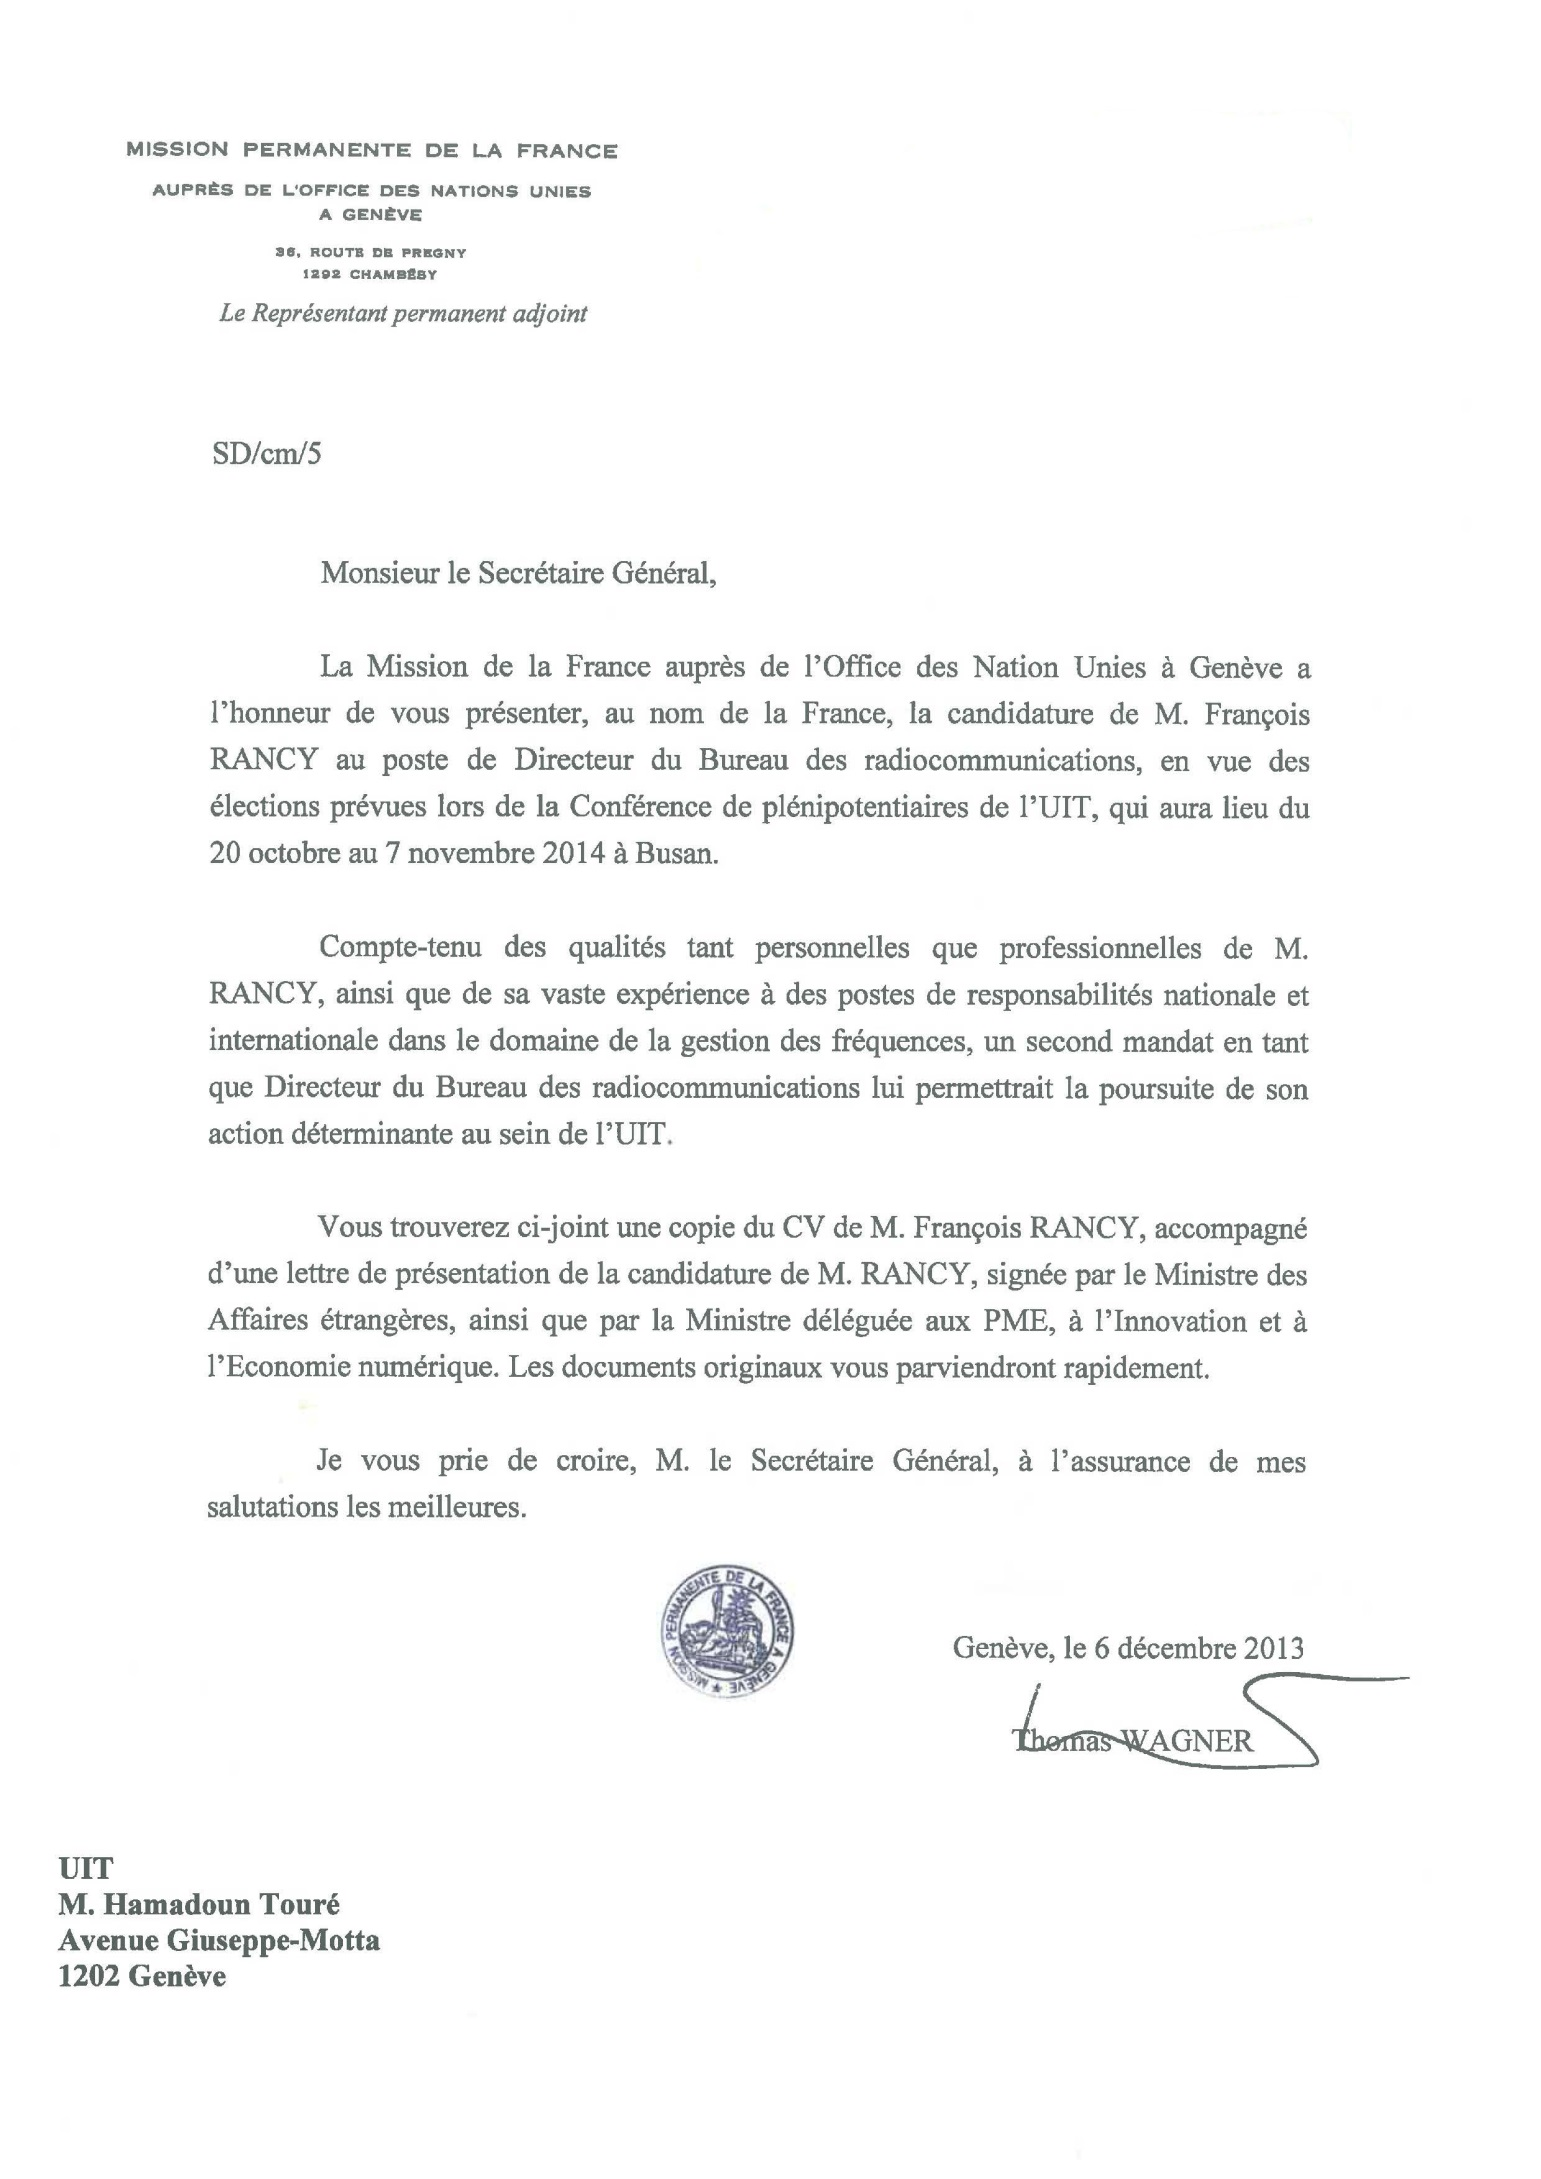 MISSION PERMANENTE DE LA FRANCE
AUPRÈS DE L'OFFICE DES NATIONS UNIES
A GENÈVE
36, ROUTE DE PREGNY
1292 CHAMBÉSY
Le Représentant permanent adjoint
SD/cm/5
Monsieur le Secrétaire Général,
La Mission de la France auprès de l’Office des Nation Unies à Genève a
l’honneur de vous présenter, au nom de la France, la candidature de M. François
RANCY au poste de Directeur du Bureau des radiocommunications, en vue des
élections prévues lors de la Conférence de plénipotentiaires de l’UIT, qui aura lieu du
20 octobre au 7 novembre 2014 à Busan.
Compte-tenu des qualités tant personnelles que professionnelles de M.
RANCY, ainsi que de sa vaste expérience à des postes de responsabilités nationale et
internationale dans le domaine de la gestion des fréquences, un second mandat en tant
que Directeur du Bureau des radiocommunications lui permettrait la poursuite de son
action déterminante au sein de l’UIT.
Vous trouverez ci-joint une copie du CV de M. François RANCY, accompagné
d’une lettre de présentation de la candidature de M. RANCY, signée par le Ministre des
Affaires étrangères, ainsi que par la Ministre déléguée aux PME, à l’Innovation et à
l’Economie numérique. Les documents originaux vous parviendront rapidement.
Je vous prie de croire, M. le Secrétaire Général, à l’assurance de mes
salutations les meilleures.
MISSION PERMANENTE DE LA FRANCE A GENÈVE ★
Genève, le 6 décembre 2013
Thomas WAGNER
UIT
M. Hamadoun Touré
Avenue Giuseppe-Motta
1202 Genève